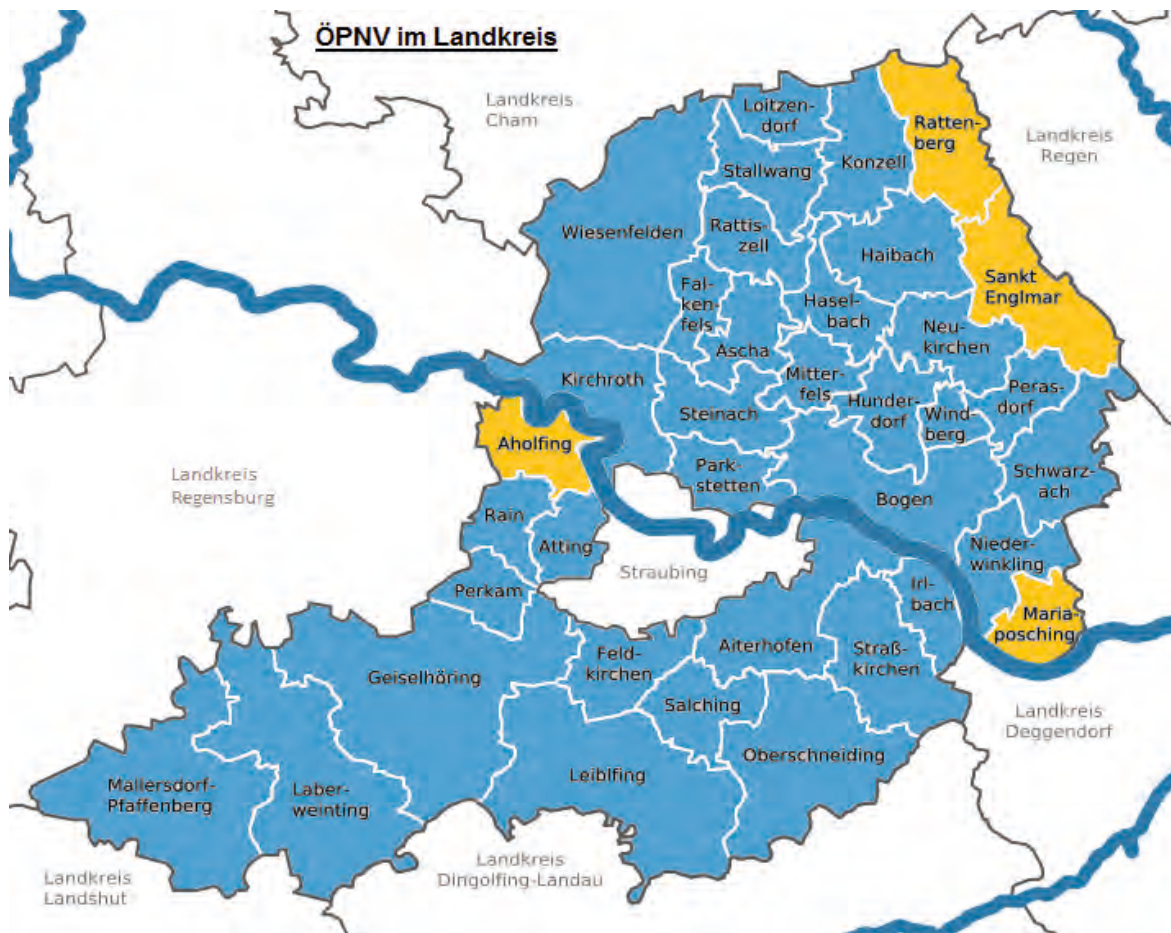 ÖPNV im Landkreis
Landkreis
Cham
Loitzen-
dorf
Ratten-
berg
Landkreis
Regen
Stallwang
Konzell
Wiesenfelden
Rattis-
zell
Haibach
Sankt
Englmar
Fal-
ken-
fels
Hasel-
bach
Neu-
kirchen
Ascha
Kirchroth
Mitter-
fels
Peras-
dorf
Steinach
Hunder-
dorf
Wind-
berg
Aholfing
Landkreis
Regensburg
Park-
stetten
Schwarz-
ach
Bogen
Rain
Atting
Nieder-
winkling
Straubing
Perkam
Irl-
bach
Maria-
posching
Geiselhöring
Feld-
kirchen
Aiterhofen
Straß-
kirchen
Salching
Landkreis
Deggendorf
Oberschneiding
Mallersdorf-
Pfaffenberg
Laber-
weinting
Leiblfing
Landkreis
Dingolfing-Landau
Landkreis
Landshut